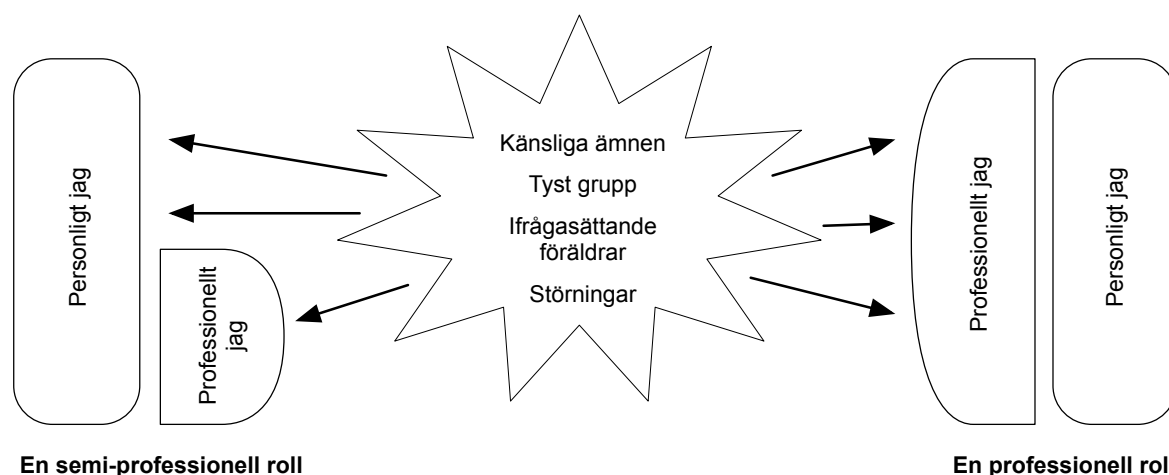 Personligt jag
Professionellt
jag
Känsliga ämnen
Tyst grupp
Ifrågasättande
föräldrar
Störningar
Professionellt jag
Personligt jag
En semi-professionell roll
En professionell rol